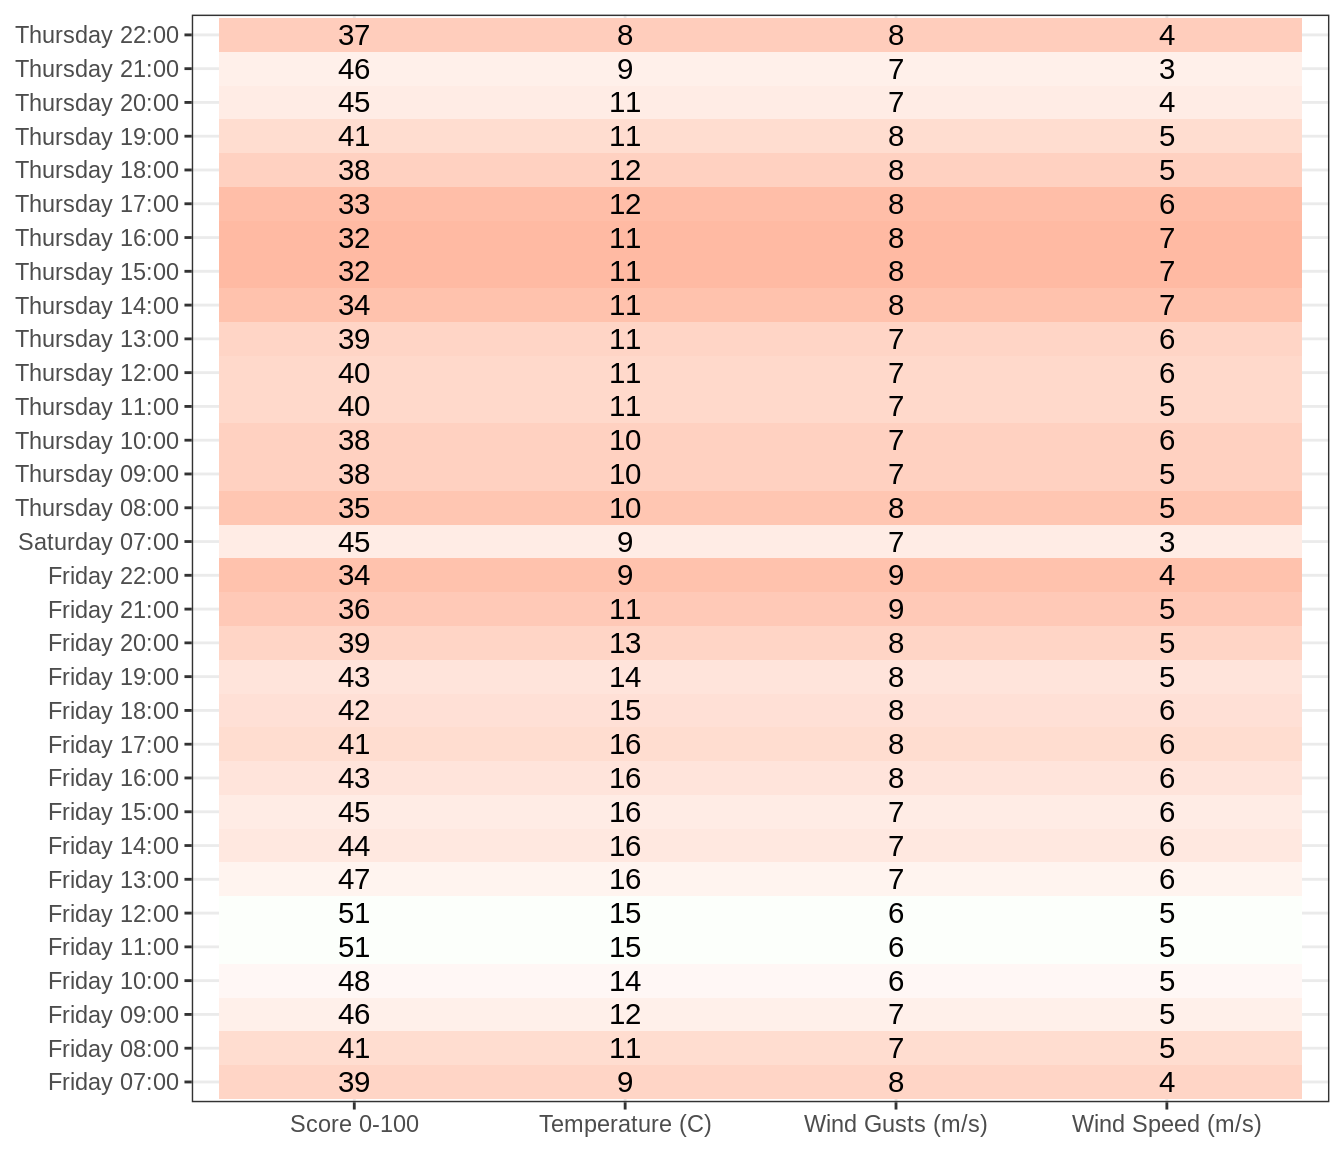 Thursday 22:00 37 8 8 4
Thursday 21:00 46 9 7 3
Thursday 20:00 45 11 7 4
Thursday 19:00 41 11 8 5
Thursday 18:00 38 12 8 5
Thursday 17:00 33 12 8 6
Thursday 16:00 32 11 8 7
Thursday 15:00 32 11 8 7
Thursday 14:00 34 11 8 7
Thursday 13:00 39 11 7 6
Thursday 12:00 40 11 7 6
Thursday 11:00 40 11 7 5
Thursday 10:00 38 10 7 6
Thursday 09:00 38 10 7 5
Thursday 08:00 35 10 8 5
Saturday 07:00 45 9 7 3
Friday 22:00 34 9 9 4
Friday 21:00 36 11 9 5
Friday 20:00 39 13 8 5
Friday 19:00 43 14 8 5
Friday 18:00 42 15 8 6
Friday 17:00 41 16 8 6
Friday 16:00 43 16 8 6
Friday 15:00 45 16 7 6
Friday 14:00 44 16 7 6
Friday 13:00 47 16 7 6
Friday 12:00 51 15 6 5
Friday 11:00 51 15 6 5
Friday 10:00 48 14 6 5
Friday 09:00 46 12 7 5
Friday 08:00 41 11 7 5
Friday 07:00 39 9 8 4
Score 0-100 Temperature (C) Wind Gusts (m/s) Wind Speed (m/s)